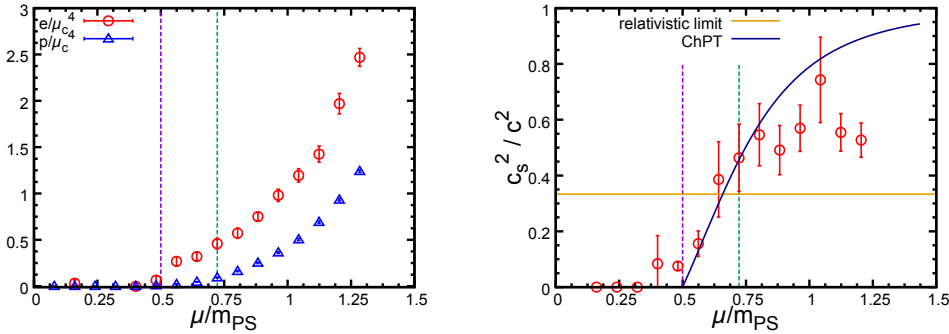 e/μ_c^4
p/μ_c^4
3
2.5
2
1.5
1
0.5
0
0 0.25 0.5 0.75 1 1.25 1.5
μ/m_PS
relativistic limit
ChPT
c_s^2 / c^2
1
0.8
0.6
0.4
0.2
0
0 0.25 0.5 0.75 1 1.25 1.5
μ/m_PS